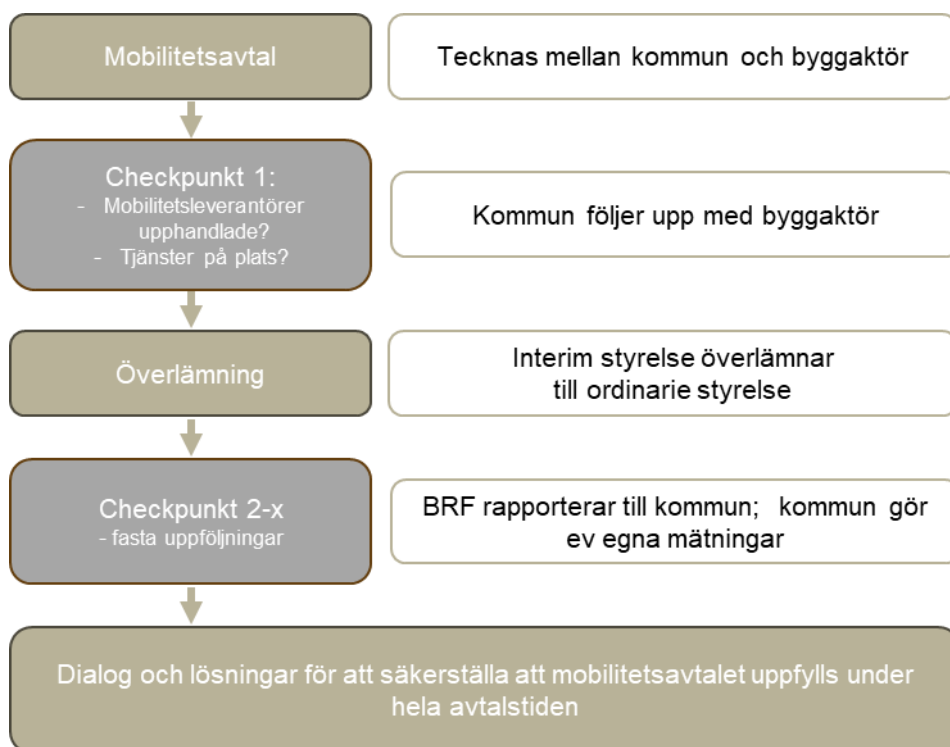 Mobilitetsavtal
Tecknas mellan kommun och byggaktör
Checkpunkt 1:
- Mobilitetsleverantörer
upphandlade?
- Tjänster på plats?
Kommun följer upp med byggaktör
Överlämning
Interim styrelse överlämnar
till ordinarie styrelse
Checkpunkt 2-x
- fasta uppföljningar
BRF rapporterar till kommun; kommun gör
ev egna mätningar
Dialog och lösningar för att säkerställa att mobilitetsavtalet uppfylls under
hela avtalstiden